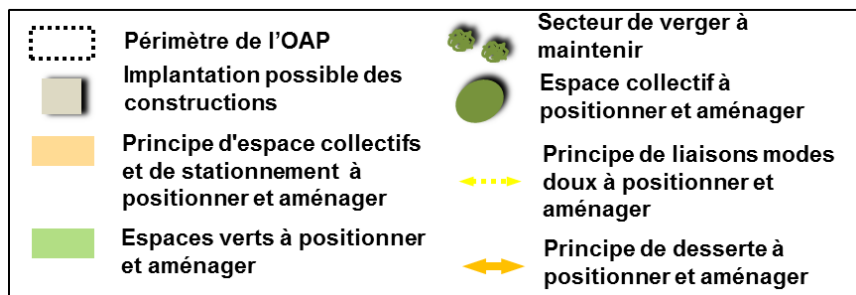 Périmètre de l’OAP
Implantation possible des
constructions
Principe d'espace collectifs
et de stationnement à
positionner et aménager
Espaces verts à positionner
et aménager
Secteur de verger à
maintenir
Espace collectif à
positionner et aménager
Principe de liaisons modes
doux à positionner et
aménager
Principe de desserte à
positionner et aménager